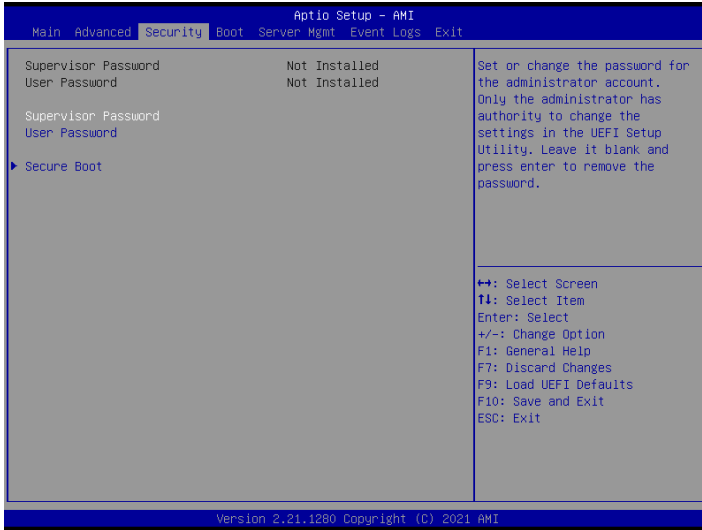 Aptio Setup – AMI
Main Advanced Security Boot Server Mgmt Event Logs Exit
Supervisor Password Not Installed
User Password Not Installed
Supervisor Password
User Password
Secure Boot
Set or change the password for
the administrator account.
Only the administrator has
authority to change the
settings in the UEFI Setup
Utility. Leave it blank and
press enter to remove the
password.
↔: Select Screen
↑↓: Select Item
Enter: Select
+/-: Change Option
F1: General Help
F7: Discard Changes
F9: Load UEFI Defaults
F10: Save and Exit
ESC: Exit
Version 2.21.1280 Copyright (C) 2021 AMI